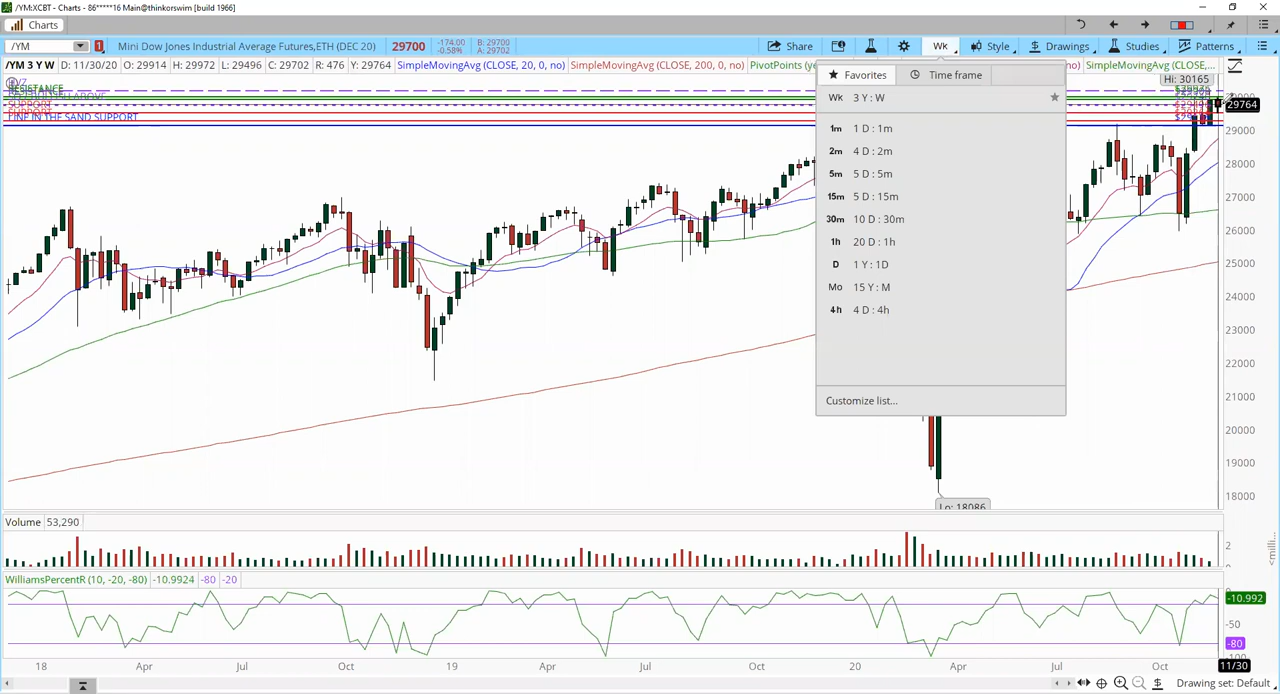 /YM:XCBT - Charts - 86*****16 Main@thinkorswim [build 1966]
Charts
/YM 1 Mini Dow Jones Industrial Average Futures,ETH (DEC 20) 29700 -174.00 -0.58% B: 29700 A: 29702 Share Wk Style Drawings Studies Patterns
/YM 3 Y W D: 11/30/20 O: 29914 H: 29972 L: 29496 C: 29702 R: 476 Y: 29764 SimpleMovingAvg (CLOSE, 20, 0, no) SimpleMovingAvg (CLOSE, 200, 0, no) PivotPoints (ye no) SimpleMovingAvg (CLOSE,...
Hi: 30165
RESISTANCE
SUPPORT
LINE IN THE SAND SUPPORT
Favorites Time frame
Wk 3 Y : W
1m 1 D : 1m
2m 4 D : 2m
5m 5 D : 5m
15m 5 D : 15m
30m 10 D : 30m
1h 20 D : 1h
D 1 Y : 1D
Mo 15 Y : M
4h 4 D : 4h
Customize list...
29764
29000
28000
27000
26000
25000
24000
23000
22000
21000
20000
19000
18000
Lo: 18086
Volume 53,290
2
WilliamsPercentR (10, -20, -80) -10.9924 -80 -20
-10.992
-50
-80
-100
18 Apr Jul Oct 19 Apr Jul Oct 20 Apr Jul Oct 11/30
Drawing set: Default